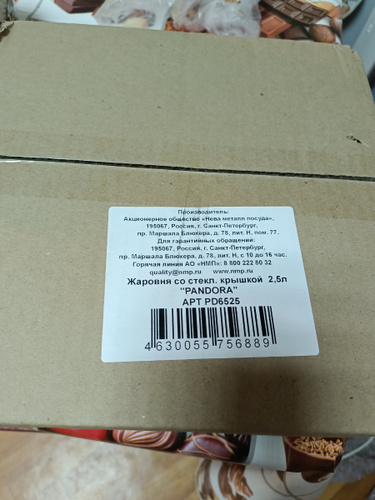 Производитель:
Акционерное общество «Нева металл посуда»,
195067, Россия, г. Санкт-Петербург,
пр. Маршала Блюхера, д. 78, лит. Н, пом. 77.
Для гарантийных обращений:
195067, Россия, г. Санкт-Петербург,
пр. Маршала Блюхера, д. 78, лит. Н, с 10 до 16 час.
Горячая линия АО «НМП»: 8 800 222 80 32
quality@nmp.ru www.nmp.ru
Жаровня со стекл. крышкой 2,5л
"PANDORA"
АРТ PD6525
4 630055 756889